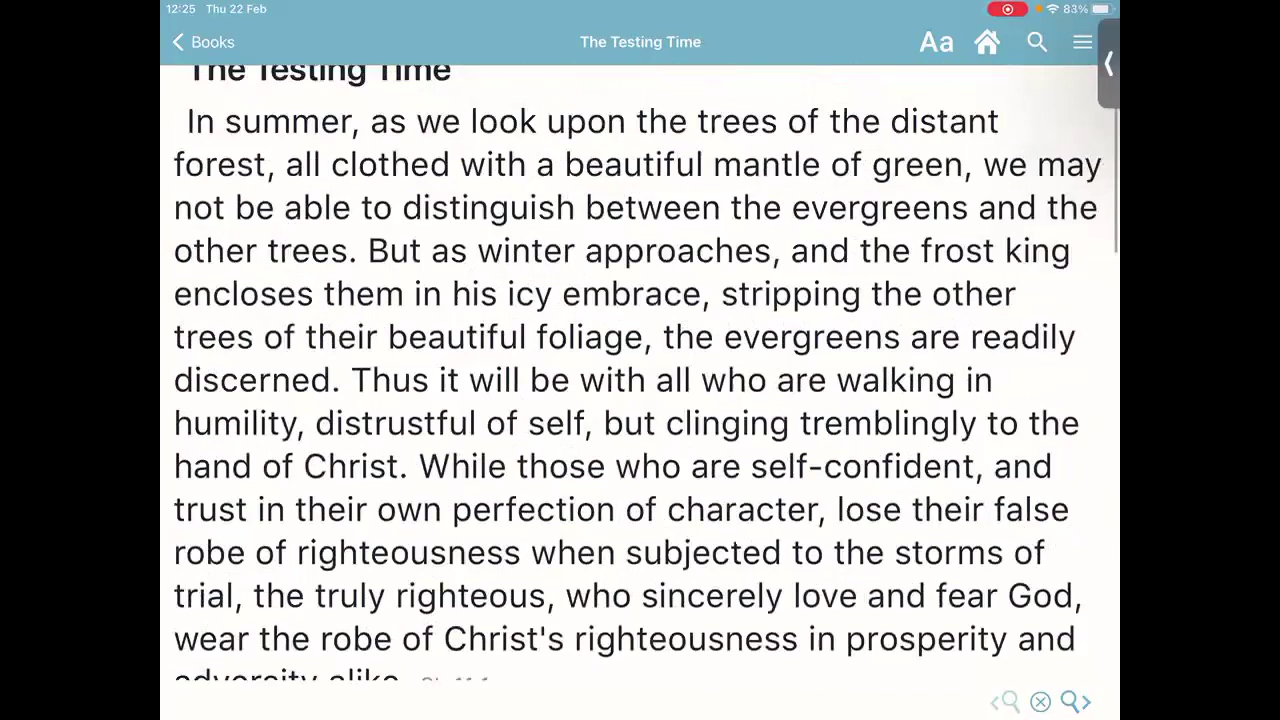 12:25 Thu 22 Feb 83%
Books The Testing Time Aa
The Testing Time
In summer, as we look upon the trees of the distant
forest, all clothed with a beautiful mantle of green, we may
not be able to distinguish between the evergreens and the
other trees. But as winter approaches, and the frost king
encloses them in his icy embrace, stripping the other
trees of their beautiful foliage, the evergreens are readily
discerned. Thus it will be with all who are walking in
humility, distrustful of self, but clinging tremblingly to the
hand of Christ. While those who are self-confident, and
trust in their own perfection of character, lose their false
robe of righteousness when subjected to the storms of
trial, the truly righteous, who sincerely love and fear God,
wear the robe of Christ's righteousness in prosperity and
adversity alike.